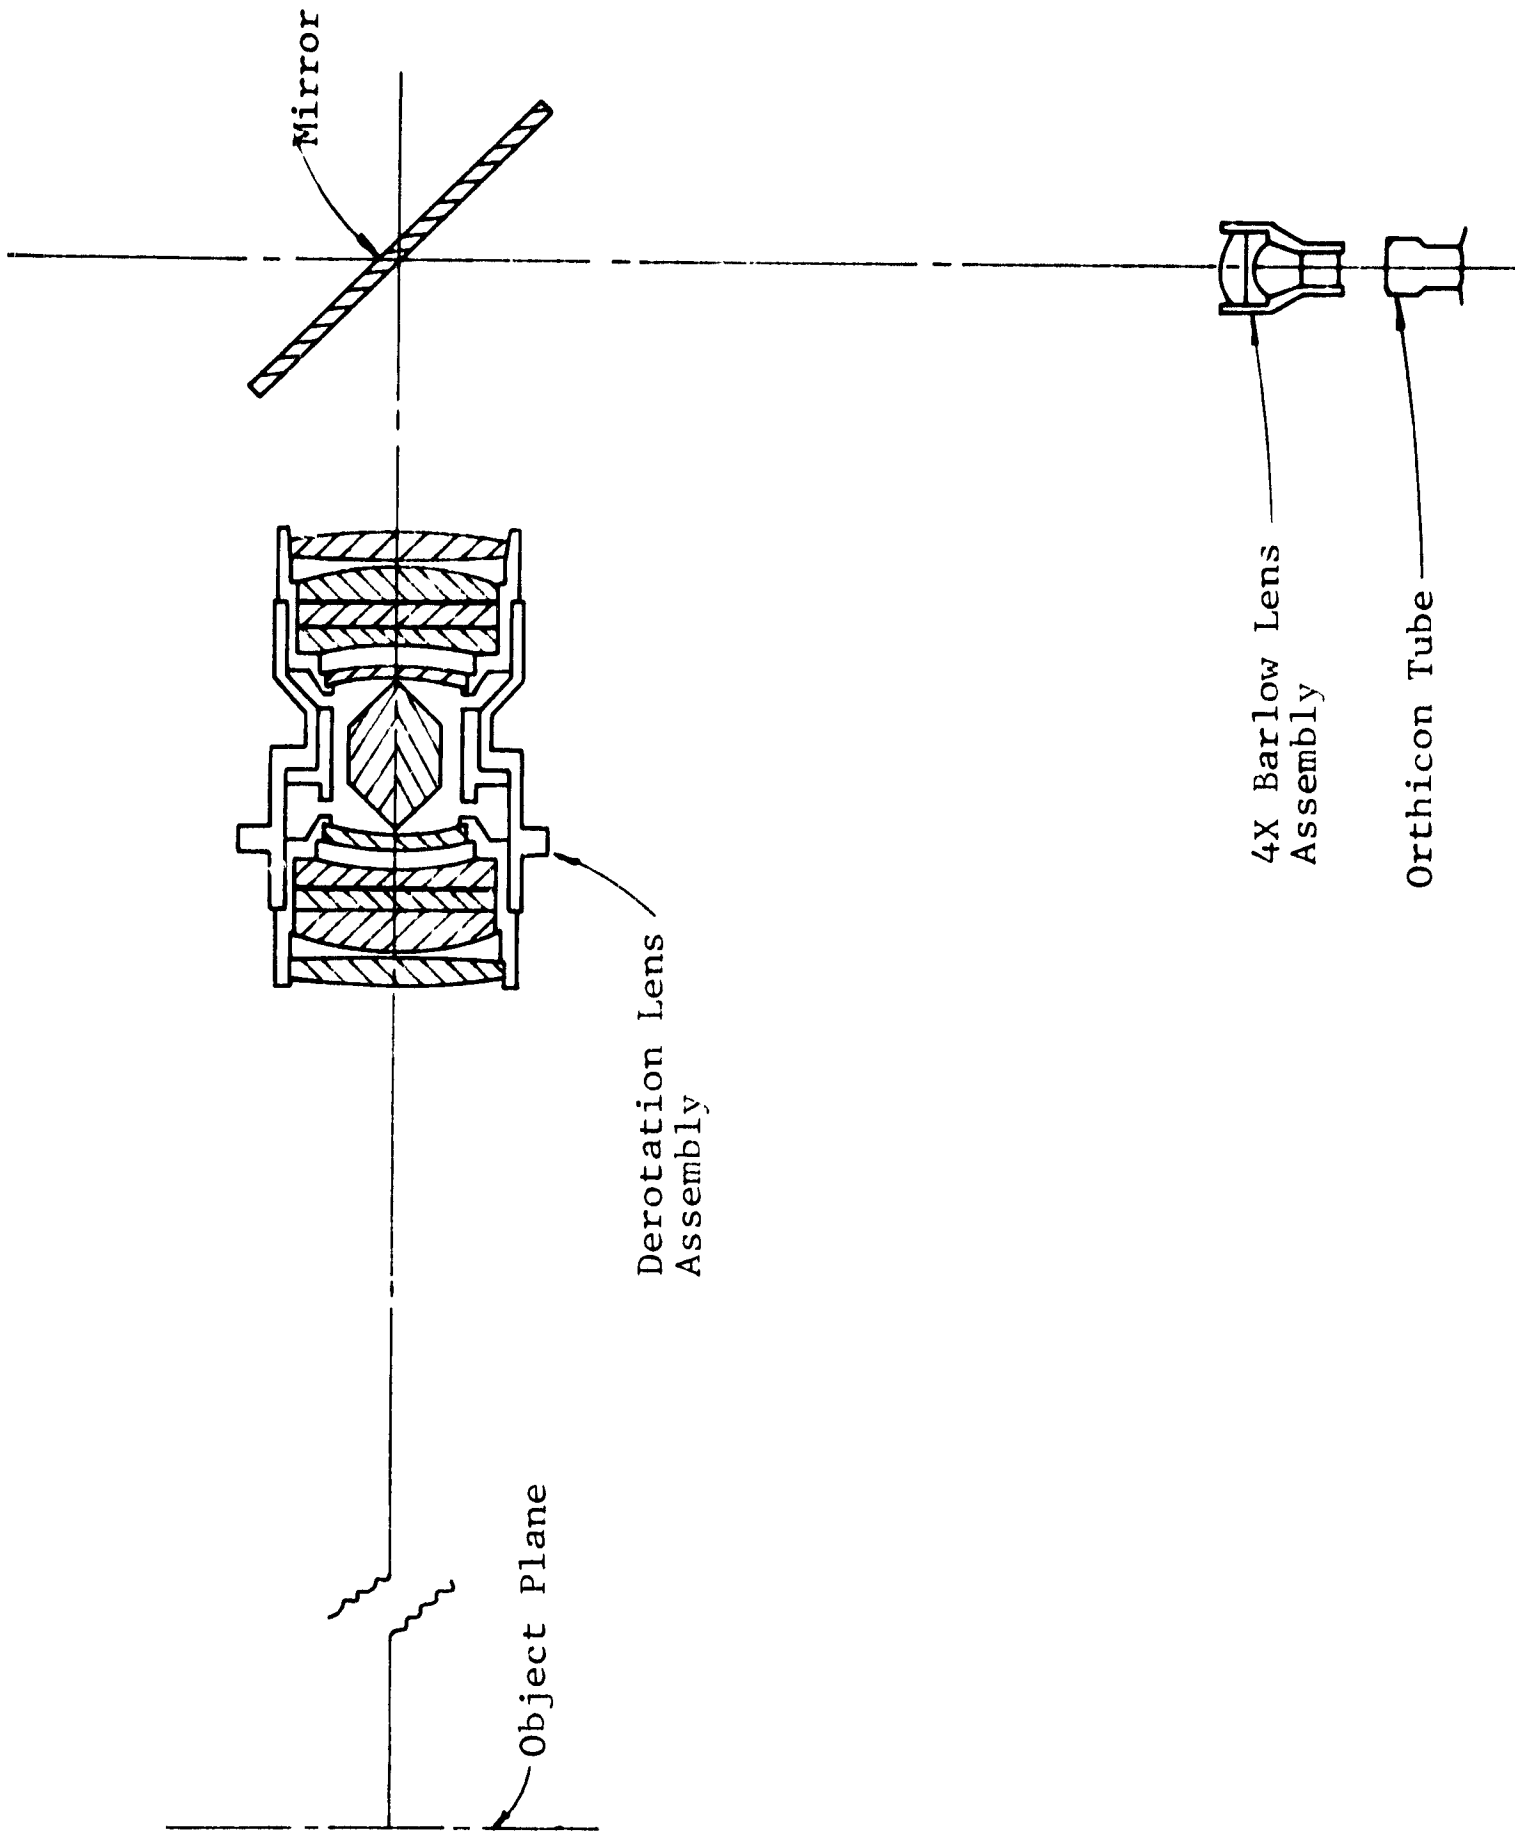 Mirror
Derotation Lens
Assembly
Object Plane
4X Barlow Lens
Assembly
Orthicon Tube